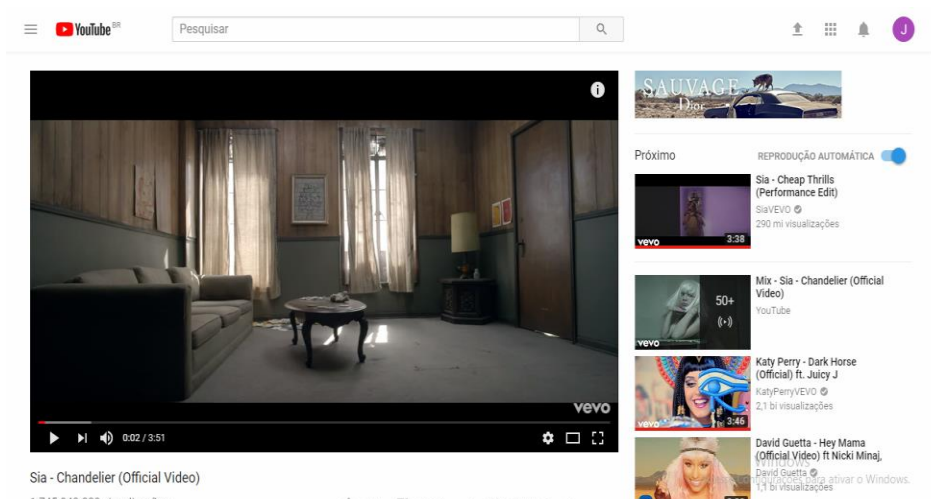 YouTube BR
Pesquisar
J
SAUVAGE
Dior
Próximo
REPRODUÇÃO AUTOMÁTICA
Sia - Cheap Thrills
(Performance Edit)
SiaVEVO
290 mi visualizações
vevo
3:38
Mix - Sia - Chandelier (Official
Video)
YouTube
50+
vevo
Katy Perry - Dark Horse
(Official) ft. Juicy J
KatyPerryVEVO
2,1 bi visualizações
vevo
3:46
David Guetta - Hey Mama
(Official Video) ft Nicki Minaj,
David Guetta
1,1 bi visualizações
Windows
configurações para ativar o Windows.
vevo
0:02 / 3:51
Sia - Chandelier (Official Video)